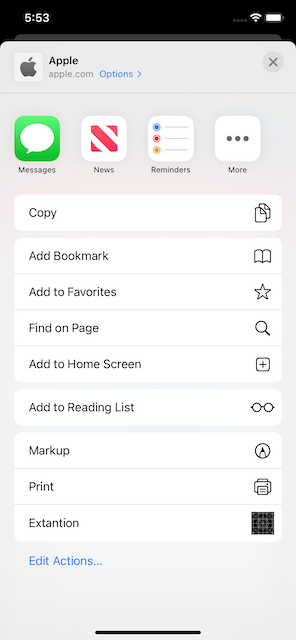 5:53
Apple
apple.com Options >
Messages News Reminders More
Copy
Add Bookmark
Add to Favorites
Find on Page
Add to Home Screen
Add to Reading List
Markup
Print
Extantion
Edit Actions...